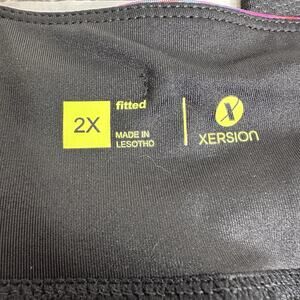 2X
fitted
MADE IN
LESOTHO
X
XERSION